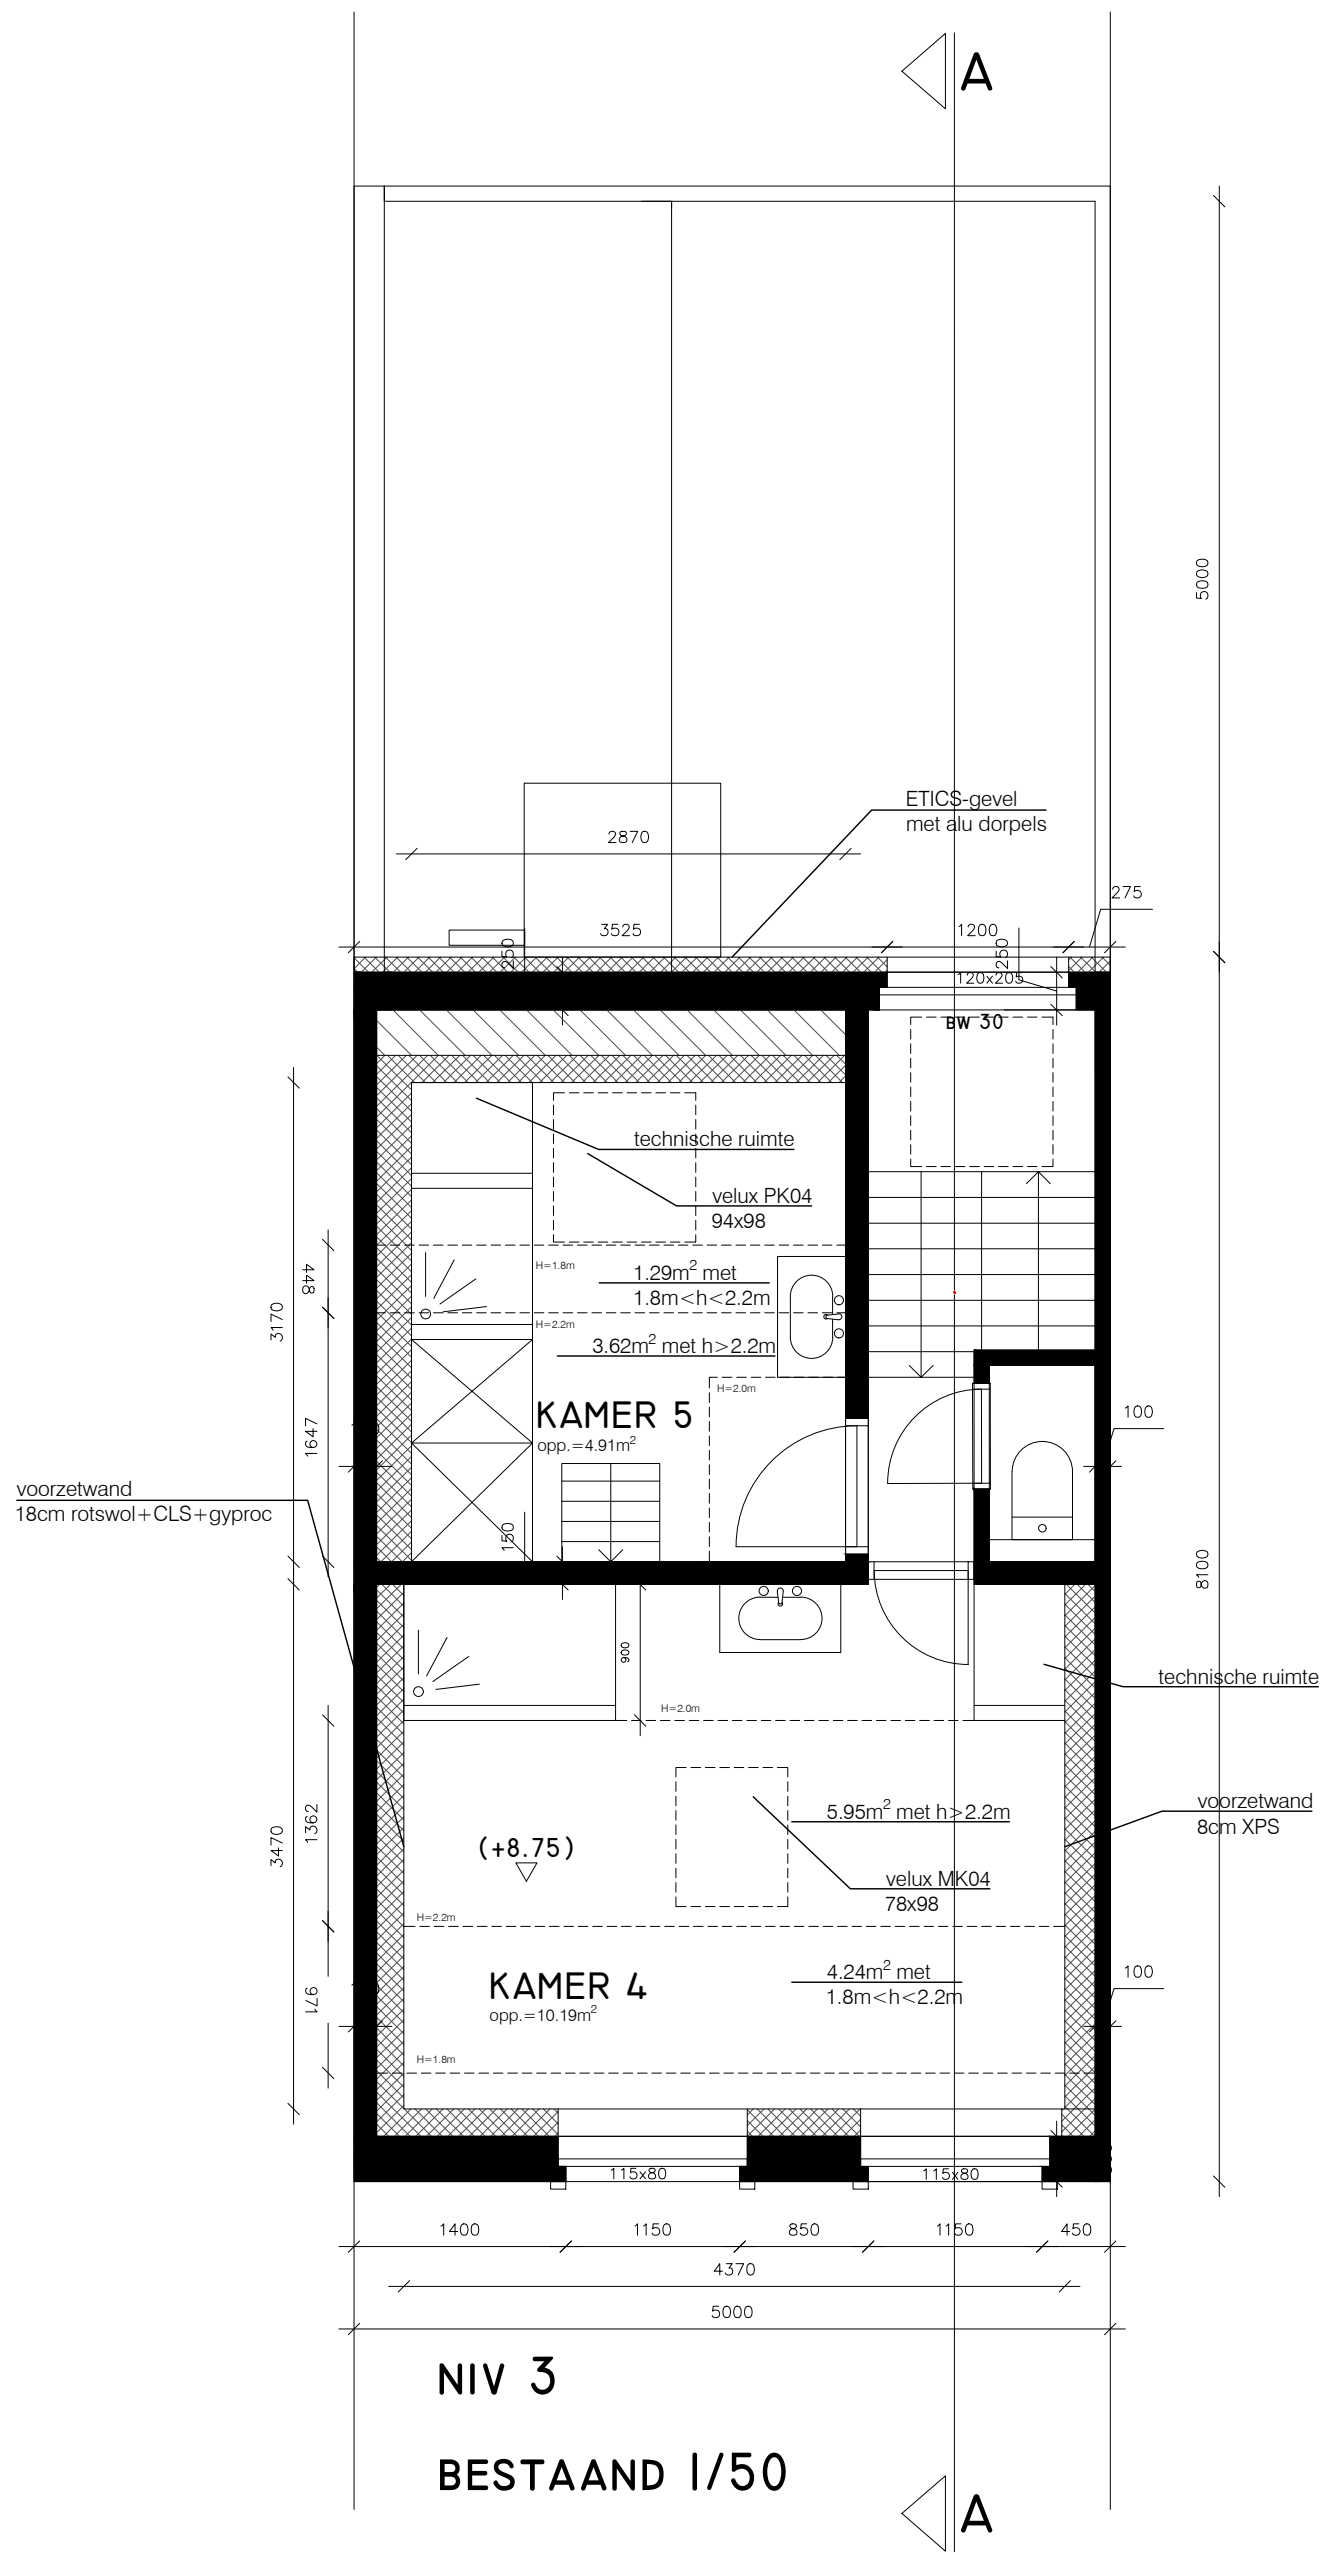 A
5000
ETICS-gevel
met alu dorpels
2870
275
3525
1200
250
250
120x205
BW 30
technische ruimte
velux PK04
94x98
H=1.8m
1.29m² met
1.8m<h<2.2m
448
3170
H=2.2m
3.62m² met h>2.2m
H=2.0m
KAMER 5
opp.=4.91m²
1647
100
voorzetwand
18cm rotswol+CLS+gyproc
150
8100
900
technische ruimte
H=2.0m
voorzetwand
8cm XPS
5.95m² met h>2.2m
1362
3470
(+8.75)
velux MK04
78x98
H=2.2m
4.24m² met
1.8m<h<2.2m
KAMER 4
opp.=10.19m²
971
100
H=1.8m
115x80
115x80
1400
1150
850
1150
450
4370
5000
NIV 3
BESTAAND 1/50
A